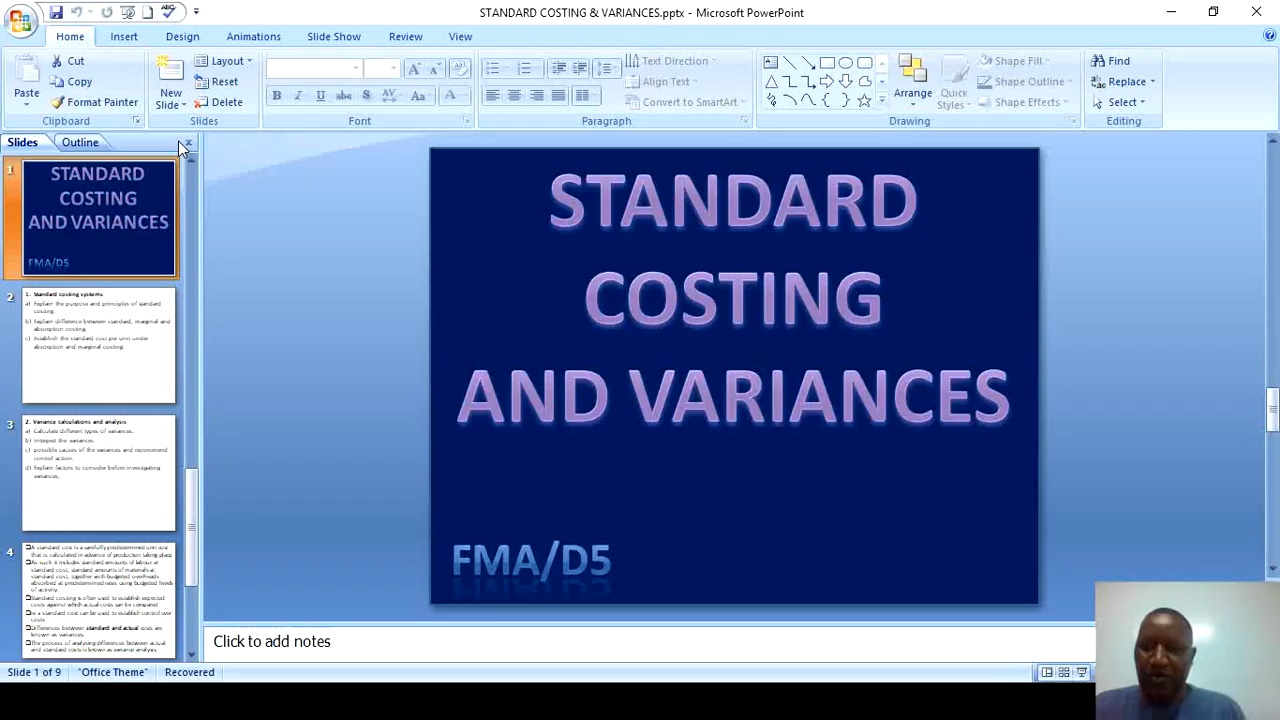 STANDARD COSTING & VARIANCES.pptx - Microsoft PowerPoint
Home Insert Design Animations Slide Show Review View
Paste
Cut
Copy
Format Painter
Clipboard
New Slide
Layout
Reset
Delete
Slides
B I U abc S AV Aa A
Font
Text Direction
Align Text
Convert to SmartArt
Paragraph
Arrange
Quick Styles
Shape Fill
Shape Outline
Shape Effects
Drawing
Find
Replace
Select
Editing
Slides Outline
1
STANDARD
COSTING
AND VARIANCES
FMA/D5
2
1. Standard costing systems
a) Explain the purpose and principles of standard
costing.
b) Explain difference between standard, marginal and
absorption costing.
c) Establish the standard cost per unit under
absorption and marginal costing
3
2. Variance calculations and analysis
a) Calculate different types of variances.
b) Interpret the variances.
c) possible causes of the variances and recommend
control action.
d) Explain factors to consider before investigating
variances,
4
A standard cost is a carefully predetermined unit cost
that is calculated in advance of production taking place
As such it includes standard amounts of labour at
standard cost, standard amounts of materials at
standard cost, together with budgeted overheads
absorbed at predetermined rates using budgeted levels
of activity.
Standard costing is often used to establish expected
costs against which actual costs can be compared
ie a standard cost can be used to establish control over
costs
Differences between standard and actual costs are
known as variances.
The process of analysing differences between actual
and standard costs is known as variance analysis.
STANDARD
COSTING
AND VARIANCES
FMA/D5
Click to add notes
Slide 1 of 9 "Office Theme" Recovered